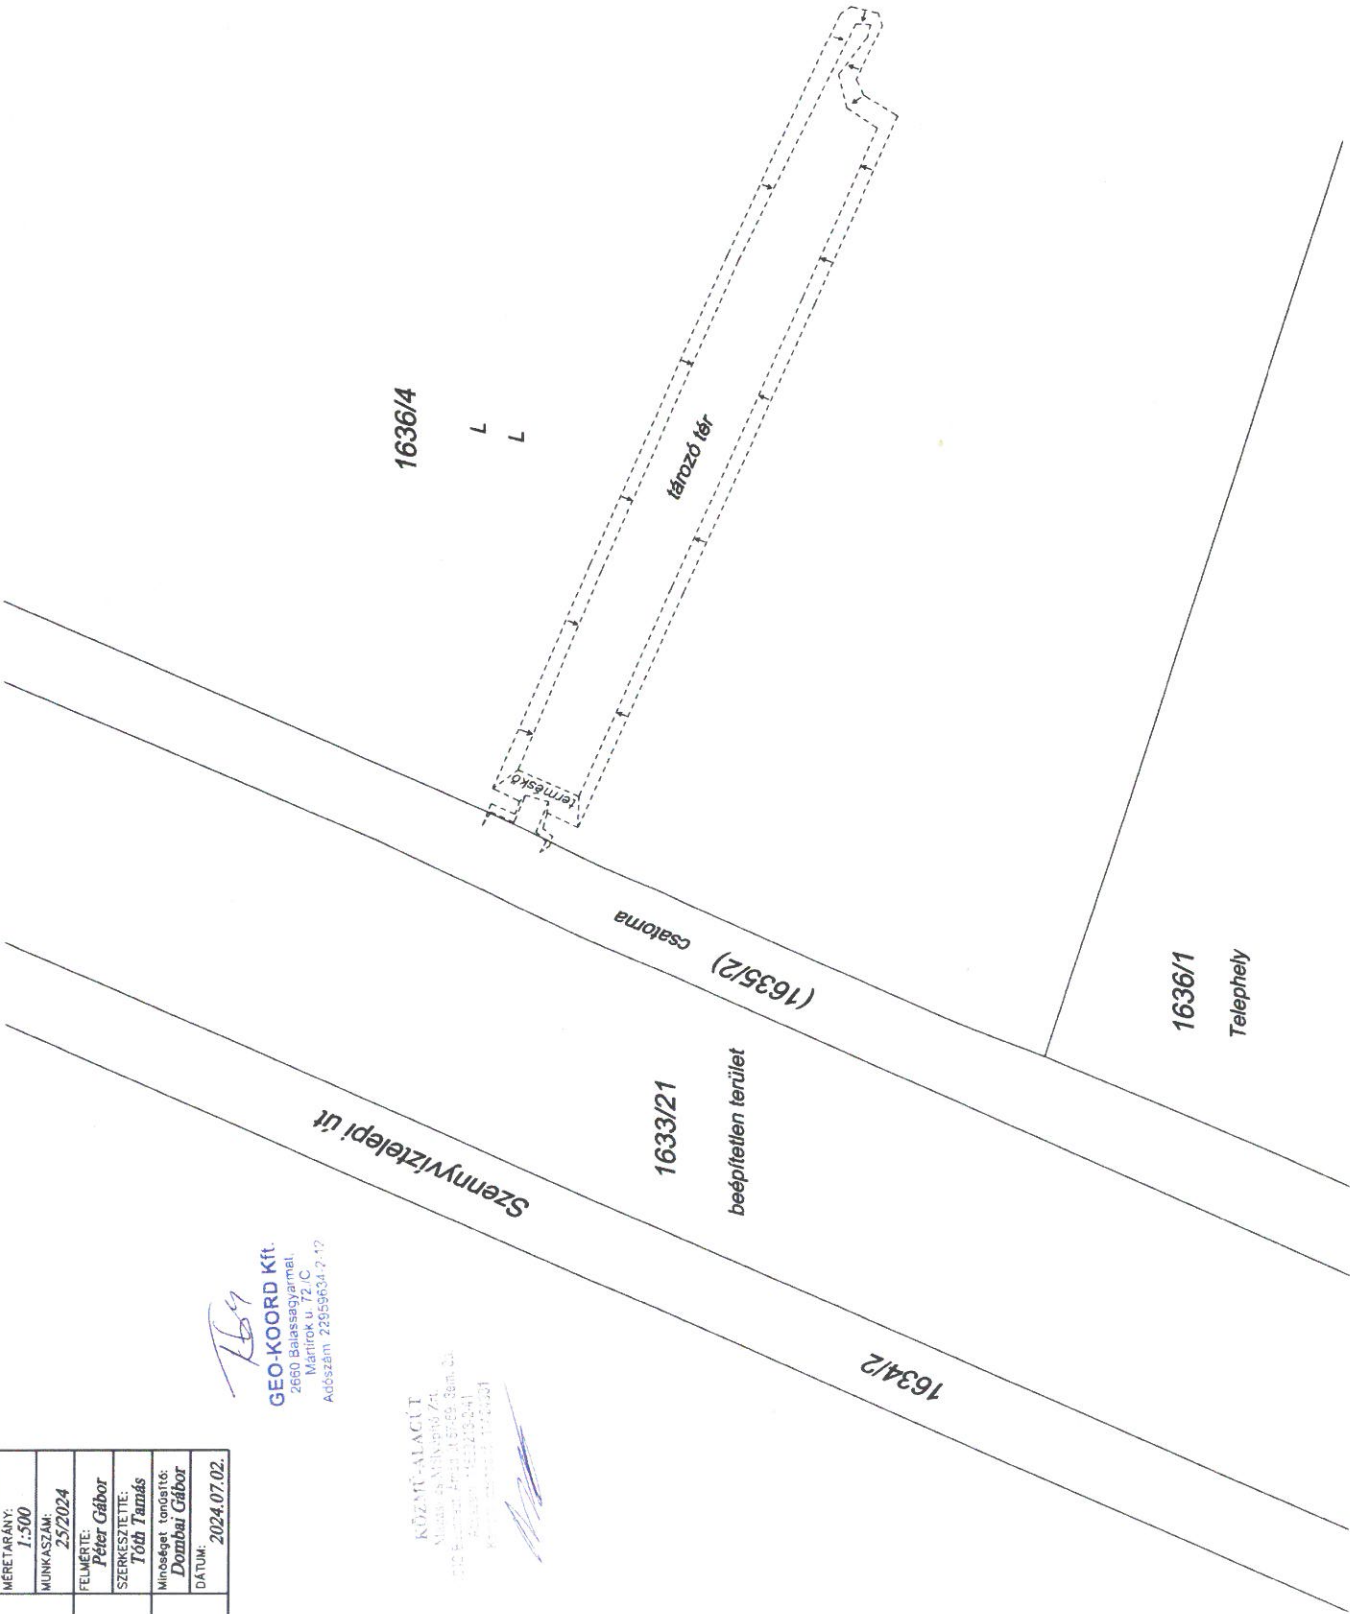 MÉRETARÁNY:
1:500
MUNKASZÁM:
25/2024
FELMÉRTE:
Péter Gábor
SZERKESZTETTE:
Tóth Tamás
Minőséget tanúsító:
Dombai Gábor
DÁTUM:
2024.07.02.
GEO-KOORD Kft.
2660 Balassagyarmat,
Mártírok u. 72./C
Adószám: 22959634-2-12
KÖZMŰ-ALAGÚT
Szennyvíztelepi út
1634/2
1633/21
beépítetlen terület
(1635/2) csatorna
1636/4
L
L
tározó tér
terméskő
1636/1
Telephely